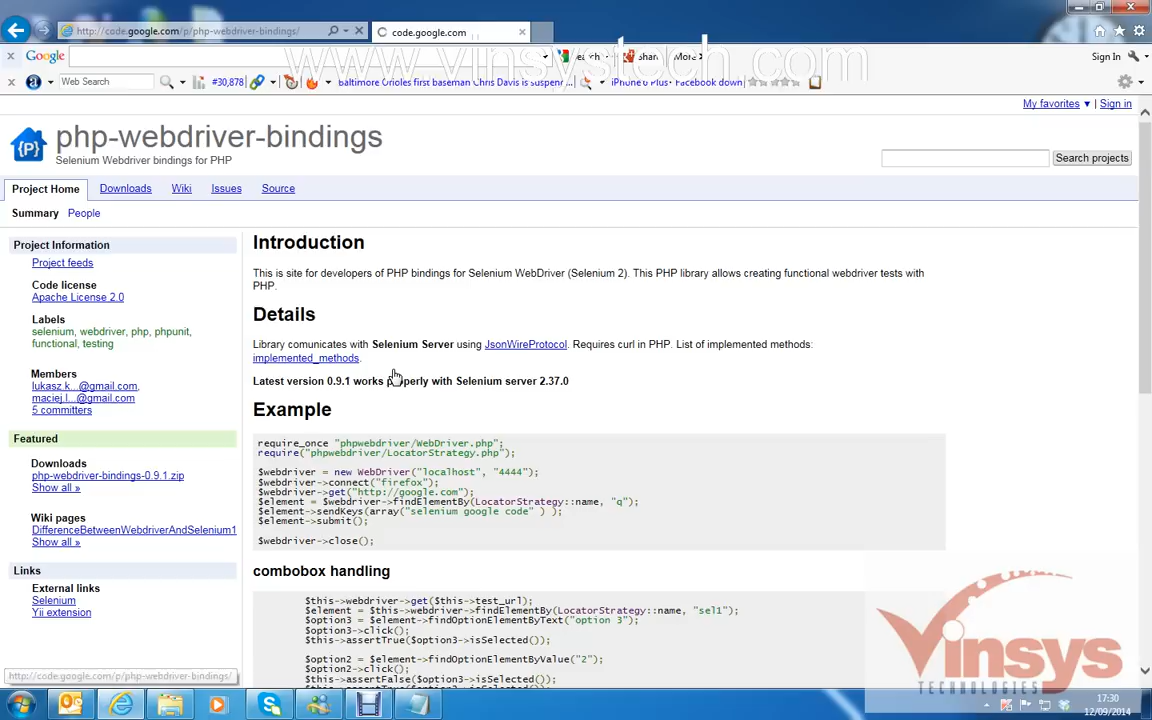 http://code.google.com/p/php-webdriver-bindings/
code.google.com
www.vinsystech.com
Google
More
Sign In
Web Search
#30,878
Baltimore Orioles first baseman Chris Davis is suspen...
iPhone 6 Plus
Facebook down
My favorites ▼ | Sign in
php-webdriver-bindings
Selenium Webdriver bindings for PHP
Search projects
Project Home
Downloads
Wiki
Issues
Source
Summary
People
Project Information
Project feeds
Code license
Apache License 2.0
Labels
selenium, webdriver, php, phpunit,
functional, testing
Members
lukasz.k...@gmail.com,
maciej.l...@gmail.com
5 committers
Featured
Downloads
php-webdriver-bindings-0.9.1.zip
Show all »
Wiki pages
DifferenceBetweenWebdriverAndSelenium1
Show all »
Links
External links
Selenium
Yii extension
Introduction
This is site for developers of PHP bindings for Selenium WebDriver (Selenium 2). This PHP library allows creating functional webdriver tests with
PHP.
Details
Library comunicates with Selenium Server using JsonWireProtocol. Requires curl in PHP. List of implemented methods:
implemented_methods.
Latest version 0.9.1 works properly with Selenium server 2.37.0
Example
require_once "phpwebdriver/WebDriver.php";
require("phpwebdriver/LocatorStrategy.php");
$webdriver = new WebDriver("localhost", "4444");
$webdriver->connect("firefox");
$webdriver->get("http://google.com");
$element = $webdriver->findElementBy(LocatorStrategy::name, "q");
$element->sendKeys(array("selenium google code" ) );
$element->submit();
$webdriver->close();
combobox handling
$this->webdriver->get($this->test_url);
$element = $this->webdriver->findElementBy(LocatorStrategy::name, "sel1");
$option3 = $element->findOptionElementByText("option 3");
$option3->click();
$this->assertTrue($option3->isSelected());
$option2 = $element->findOptionElementByValue("2");
$option2->click();
$this->assertFalse($option3->isSelected());
http://code.google.com/p/php-webdriver-bindings/
Vinsys
TECHNOLOGIES
17:30
12/09/2014